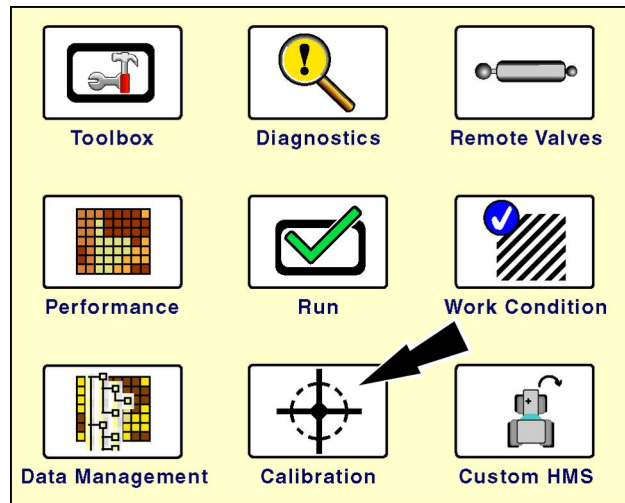 Toolbox
Diagnostics
Remote Valves
Performance
Run
Work Condition
Data Management
Calibration
Custom HMS